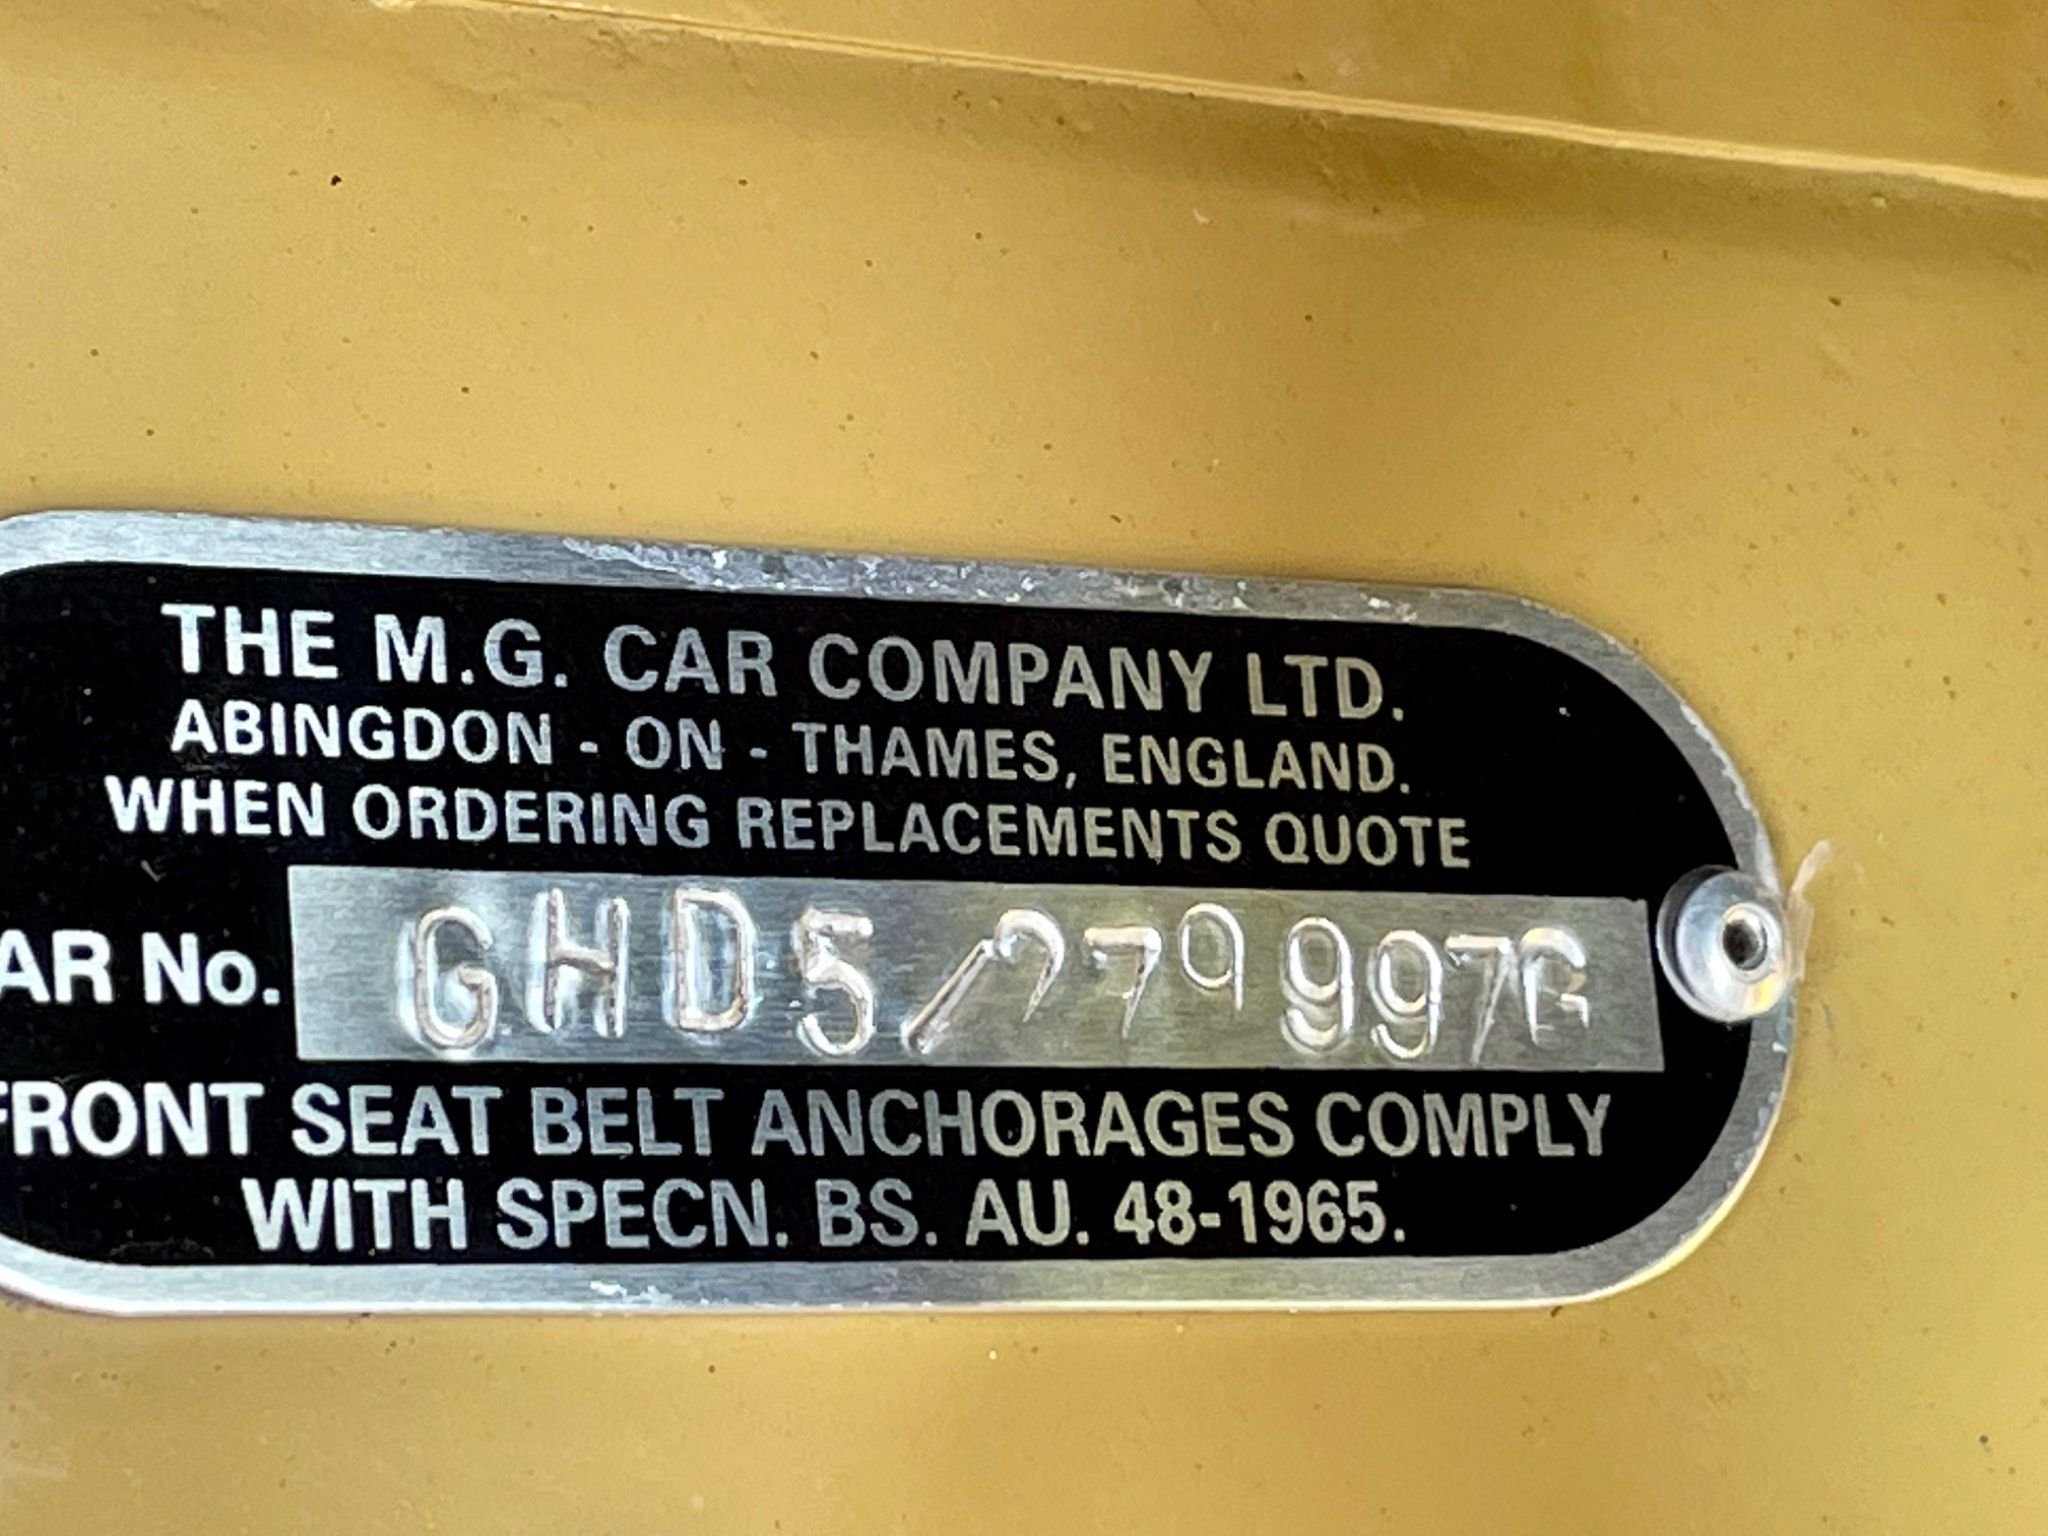 THE M.G. CAR COMPANY LTD.
ABINGDON - ON - THAMES, ENGLAND.
WHEN ORDERING REPLACEMENTS QUOTE
AR No. GHD5/279997G
FRONT SEAT BELT ANCHORAGES COMPLY
WITH SPECN. BS. AU. 48-1965.